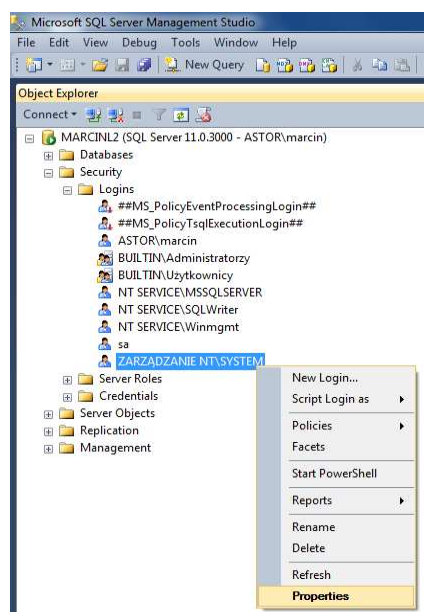 Microsoft SQL Server Management Studio
File Edit View Debug Tools Window Help
New Query
Object Explorer
Connect
MARCINL2 (SQL Server 11.0.3000 - ASTOR\marcin)
Databases
Security
Logins
##MS_PolicyEventProcessingLogin##
##MS_PolicyTsqlExecutionLogin##
ASTOR\marcin
BUILTIN\Administratorzy
BUILTIN\Użytkownicy
NT SERVICE\MSSQLSERVER
NT SERVICE\SQLWriter
NT SERVICE\Winmgmt
sa
ZARZĄDZANIE NT\SYSTEM
Server Roles
Credentials
Server Objects
Replication
Management
New Login...
Script Login as
Policies
Facets
Start PowerShell
Reports
Rename
Delete
Refresh
Properties